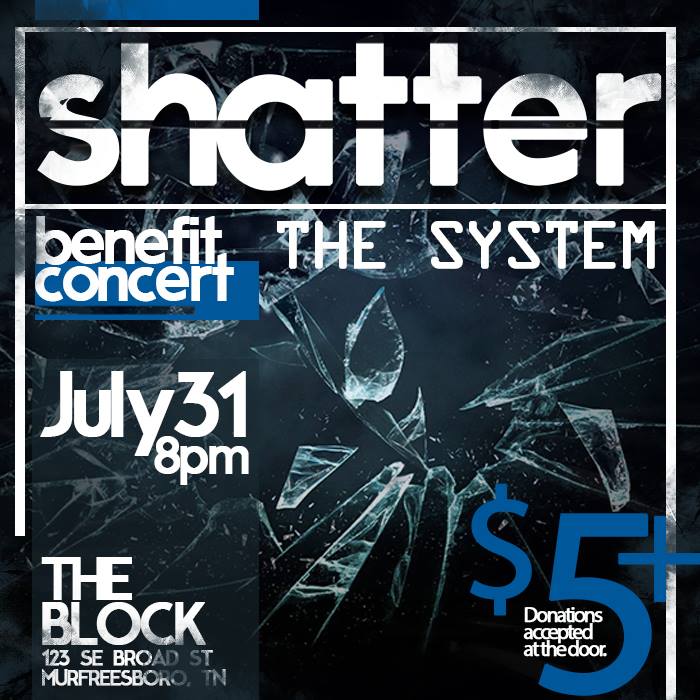 shatter
THE SYSTEM
benefit
concert
July31
8pm
THE
BLOCK
123 SE BROAD ST
MURFREESBORO, TN
$5+
Donations
accepted
at the door.